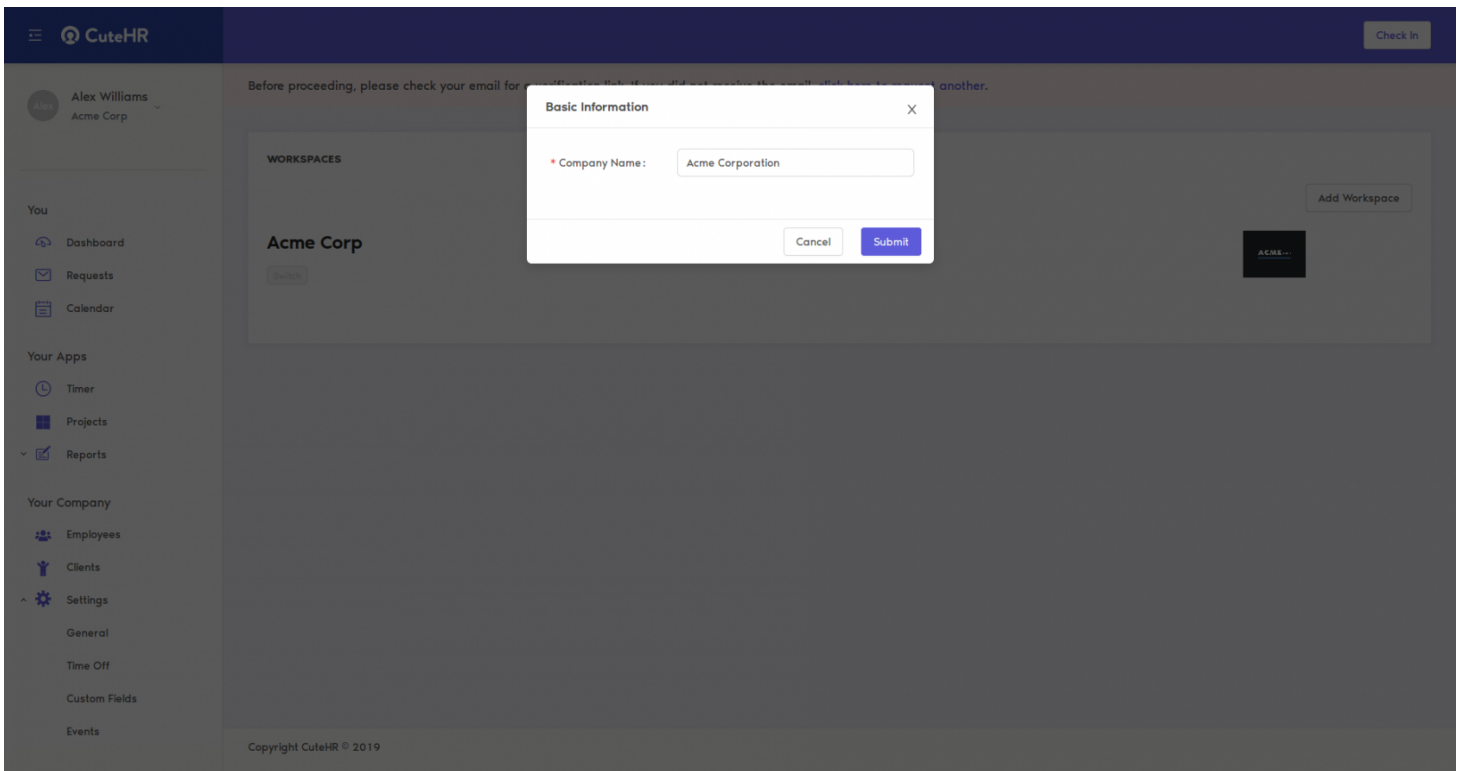 CuteHR
Check In
Alex
Alex Williams
Acme Corp
Before proceeding, please check your email for a verification link. If you did not receive the email, click here to request another.
Basic Information
* Company Name :
Acme Corporation
Cancel
Submit
WORKSPACES
Add Workspace
Acme Corp
Switch
ACME
You
Dashboard
Requests
Calendar
Your Apps
Timer
Projects
Reports
Your Company
Employees
Clients
Settings
General
Time Off
Custom Fields
Events
Copyright CuteHR © 2019